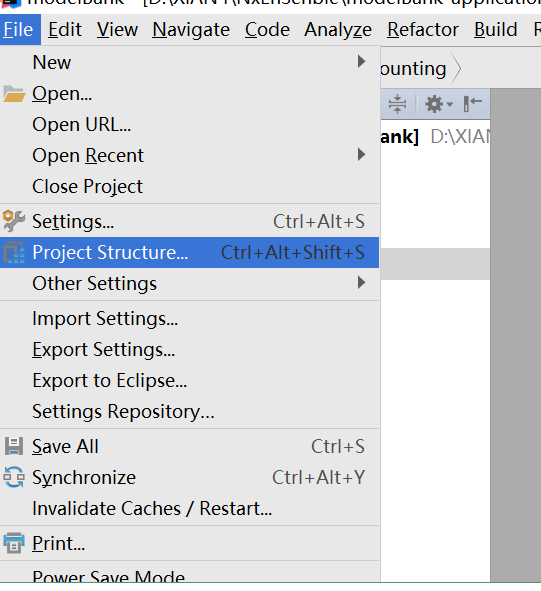 File Edit View Navigate Code Analyze Refactor Build
New
ounting
Open...
Open URL...
ank] D:\XIAN
Open Recent
Close Project
Settings... Ctrl+Alt+S
Project Structure... Ctrl+Alt+Shift+S
Other Settings
Import Settings...
Export Settings...
Export to Eclipse...
Settings Repository...
Save All Ctrl+S
Synchronize Ctrl+Alt+Y
Invalidate Caches / Restart...
Print...
Power Save Mode